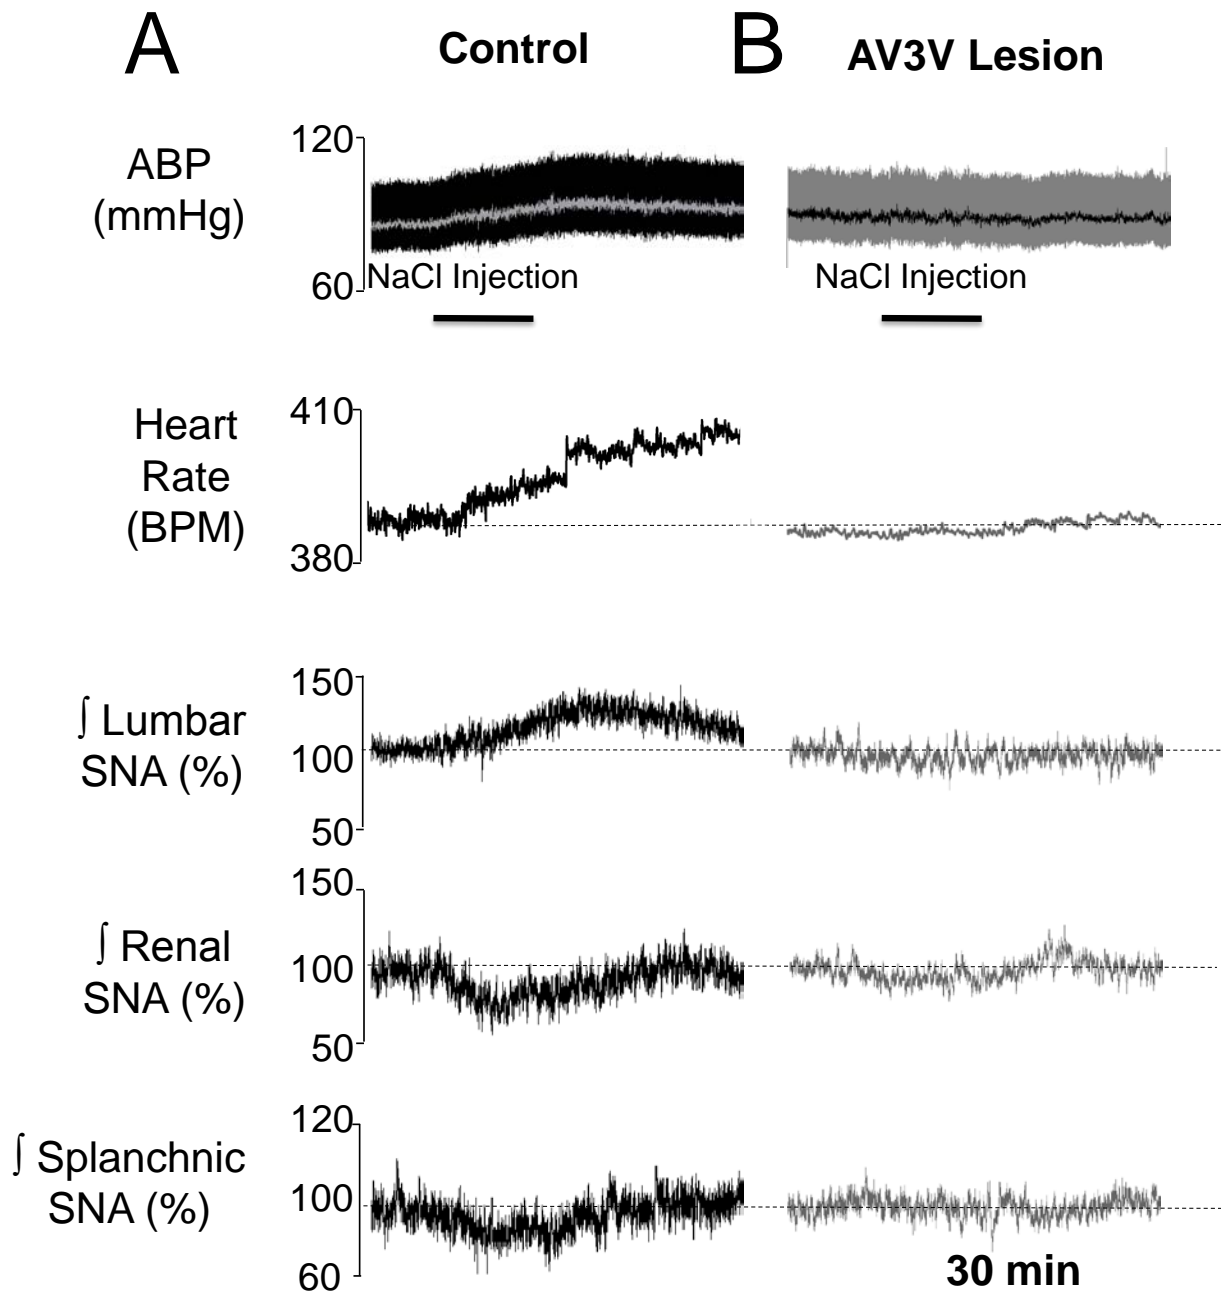 A
Control
B
AV3V Lesion
ABP
(mmHg)
120
60
NaCl Injection
NaCl Injection
Heart
Rate
(BPM)
410
380
∫ Lumbar
SNA (%)
150
100
50
∫ Renal
SNA (%)
150
100
50
∫ Splanchnic
SNA (%)
120
100
60
30 min